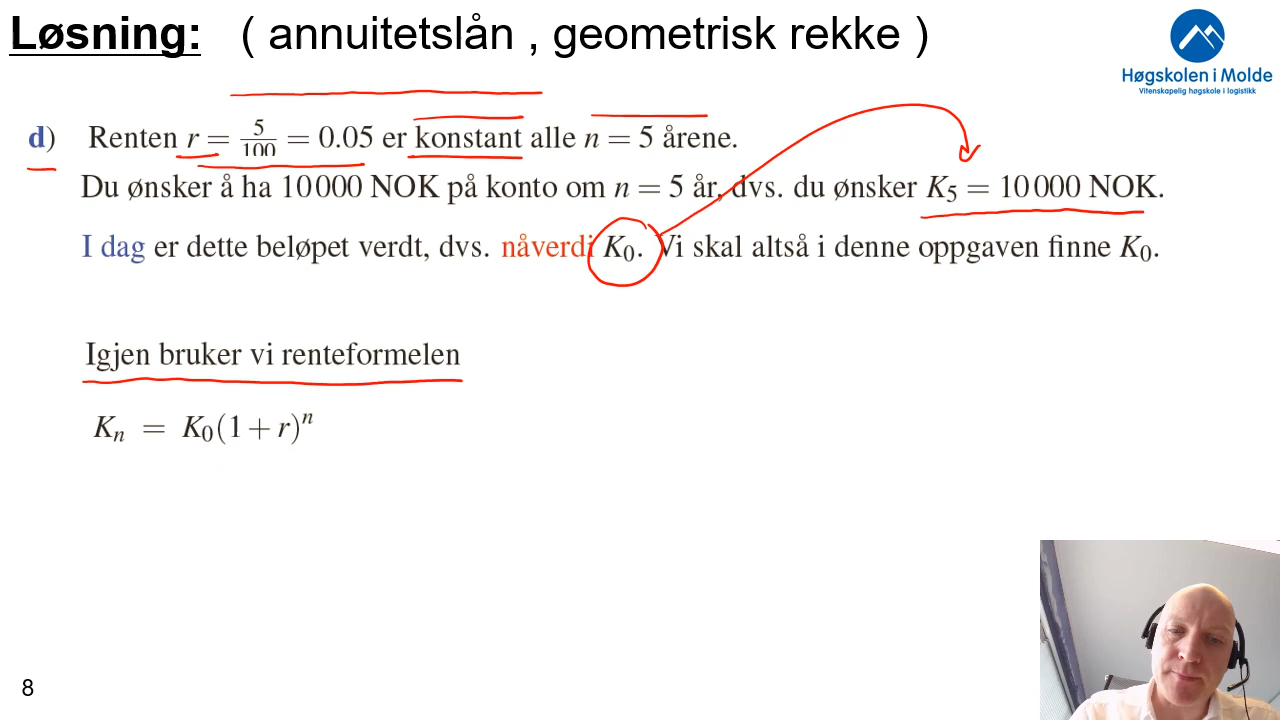 Løsning: ( annuitetslån , geometrisk rekke )
Høgskolen i Molde
Vitenskapelig høgskole i logistikk
d) Renten r = 5/100 = 0.05 er konstant alle n = 5 årene.
Du ønsker å ha 10 000 NOK på konto om n = 5 år, dvs. du ønsker K₅ = 10 000 NOK.
I dag er dette beløpet verdt, dvs. nåverdi K₀. Vi skal altså i denne oppgaven finne K₀.
Igjen bruker vi renteformelen
Kₙ = K₀(1 + r)ⁿ
8